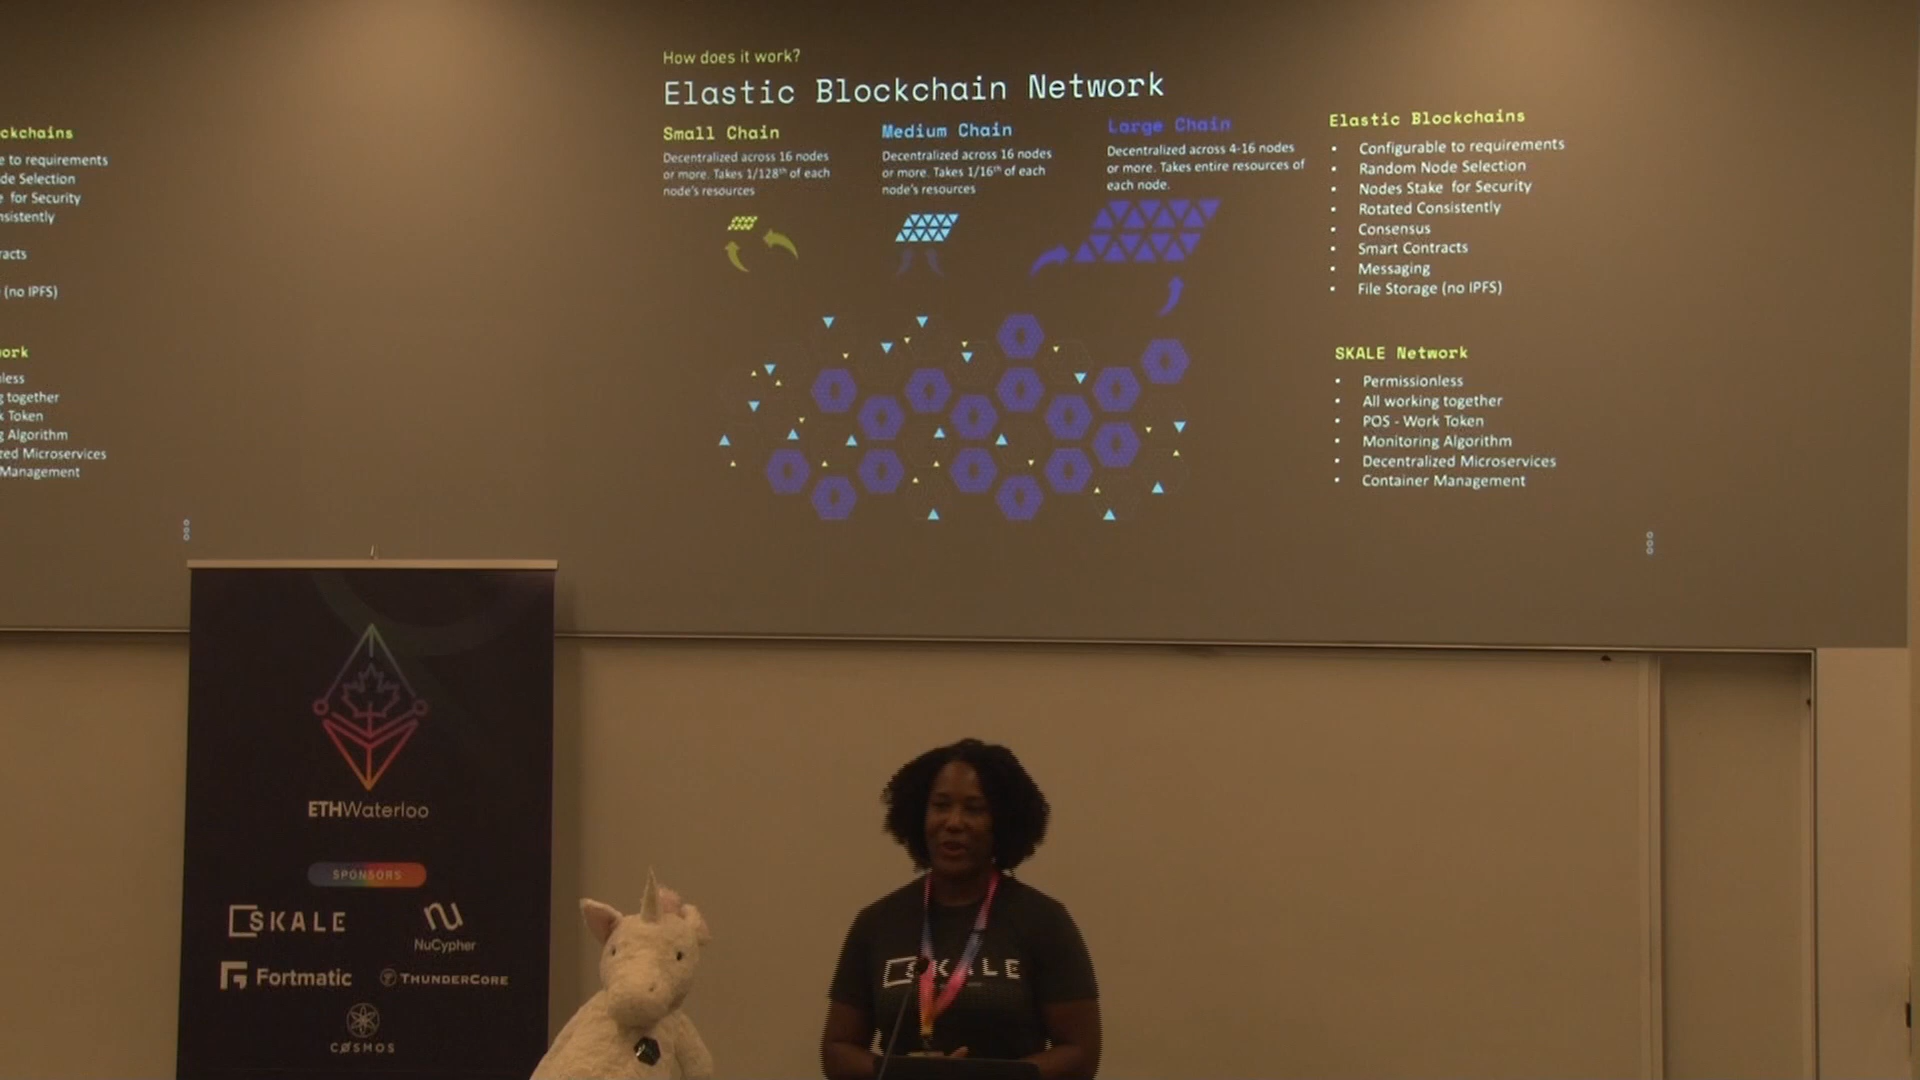 How does it work?
Elastic Blockchain Network
Small Chain
Decentralized across 16 nodes
or more. Takes 1/128th of each
node's resources
Medium Chain
Decentralized across 16 nodes
or more. Takes 1/16th of each
node's resources
Large Chain
Decentralized across 4-16 nodes
or more. Takes entire resources of
each node.
Elastic Blockchains
• Configurable to requirements
• Random Node Selection
• Nodes Stake for Security
• Rotated Consistently
• Consensus
• Smart Contracts
• Messaging
• File Storage (no IPFS)
SKALE Network
• Permissionless
• All working together
• POS - Work Token
• Monitoring Algorithm
• Decentralized Microservices
• Container Management
ckchains
e to requirements
de Selection
e for Security
nsistently
racts
(no IPFS)
ork
less
g together
k Token
g Algorithm
zed Microservices
Management
ETHWaterloo
SPONSORS
SKALE
NuCypher
Fortmatic
THUNDERCORE
COSMOS
SKALE